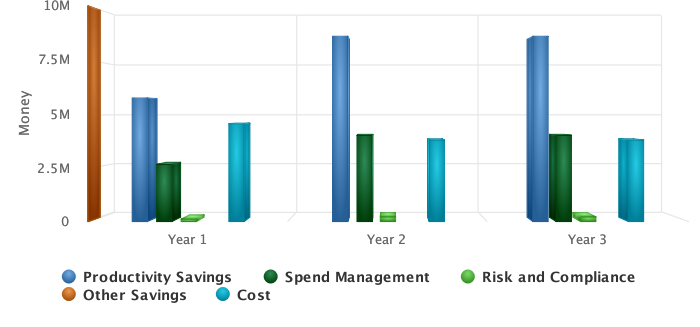 10M
7.5M
Money
5M
2.5M
0
Year 1 Year 2 Year 3
Productivity Savings Spend Management Risk and Compliance
Other Savings Cost